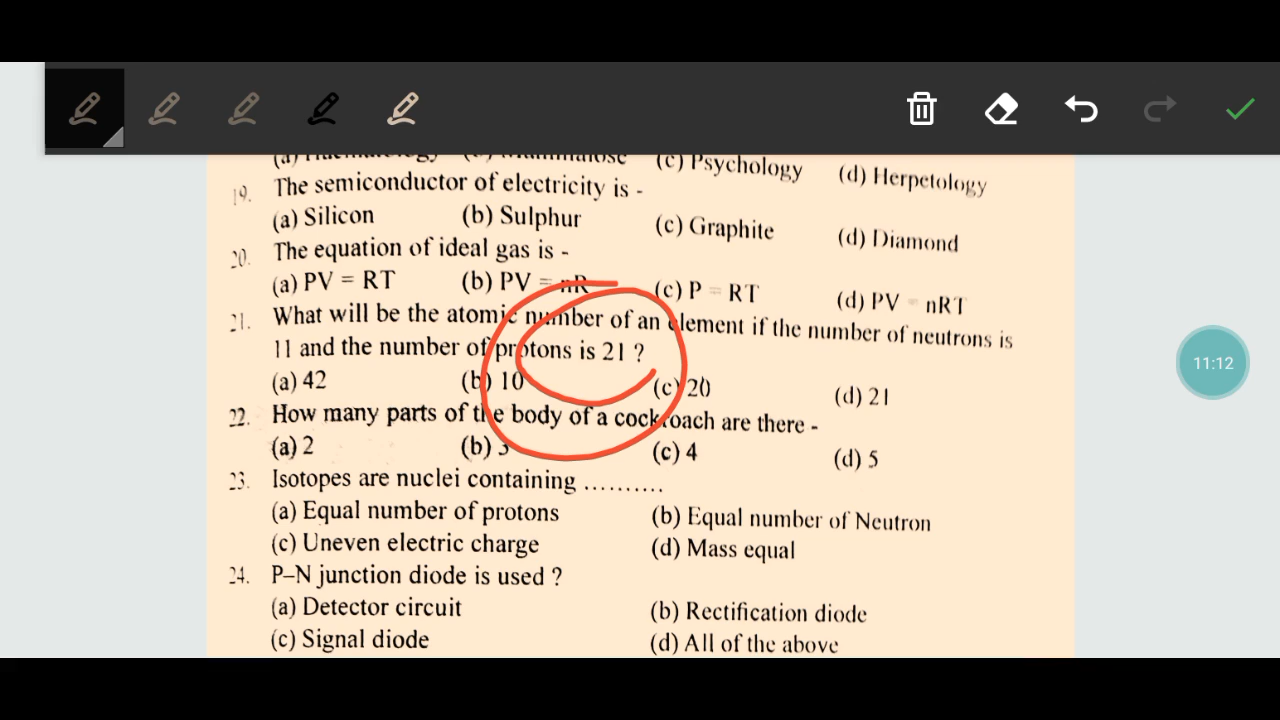 (c) Psychology (d) Herpetology
19. The semiconductor of electricity is -
(a) Silicon (b) Sulphur (c) Graphite (d) Diamond
20. The equation of ideal gas is -
(a) PV = RT (b) PV = nR (c) P = RT (d) PV = nRT
21. What will be the atomic number of an element if the number of neutrons is
11 and the number of protons is 21 ?
(a) 42 (b) 10 (c) 20 (d) 21
22. How many parts of the body of a cockroach are there -
(a) 2 (b) 3 (c) 4 (d) 5
23. Isotopes are nuclei containing ..........
(a) Equal number of protons (b) Equal number of Neutron
(c) Uneven electric charge (d) Mass equal
24. P–N junction diode is used ?
(a) Detector circuit (b) Rectification diode
(c) Signal diode (d) All of the above
11:12